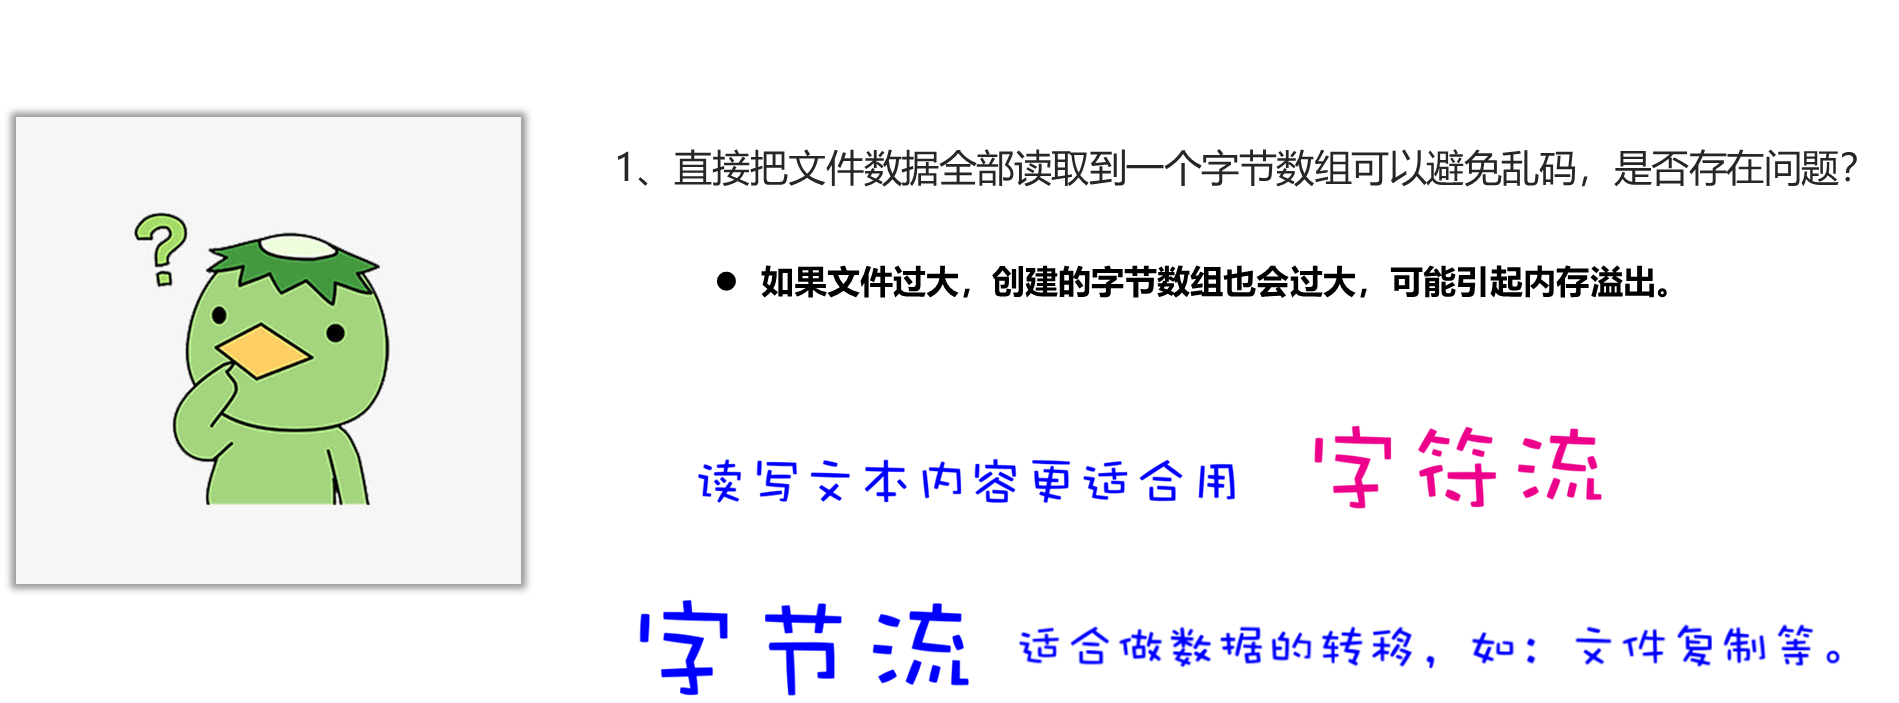 1、直接把文件数据全部读取到一个字节数组可以避免乱码，是否存在问题？
● 如果文件过大，创建的字节数组也会过大，可能引起内存溢出。
读写文本内容更适合用 字符流
字节流 适合做数据的转移，如：文件复制等。
?